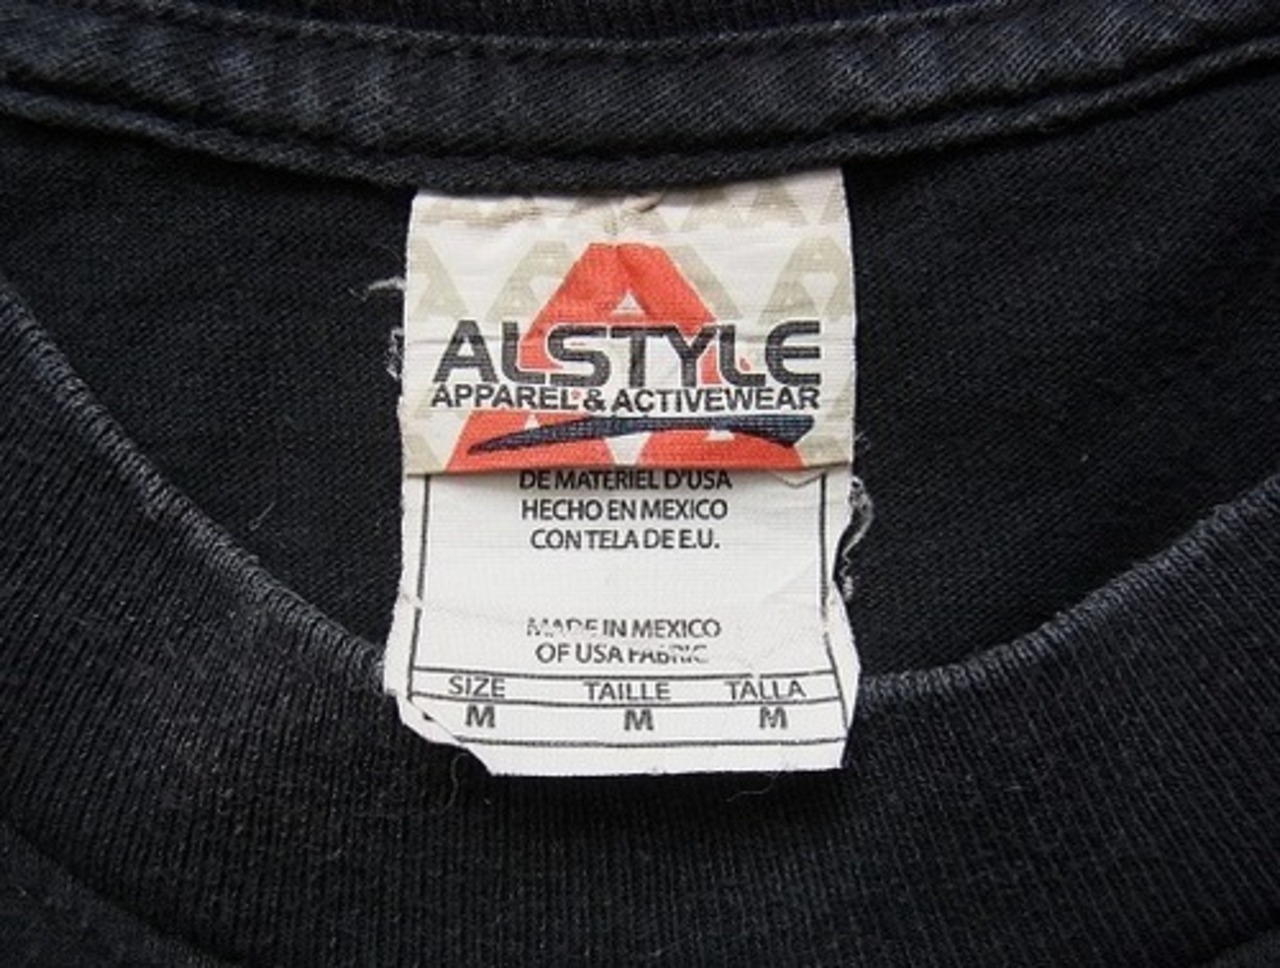 ALSTYLE
APPAREL & ACTIVEWEAR
DE MATERIEL D'USA
HECHO EN MEXICO
CON TELA DE E.U.
MADE IN MEXICO
OF USA FABRIC
SIZE TAILLE TALLA
M M M